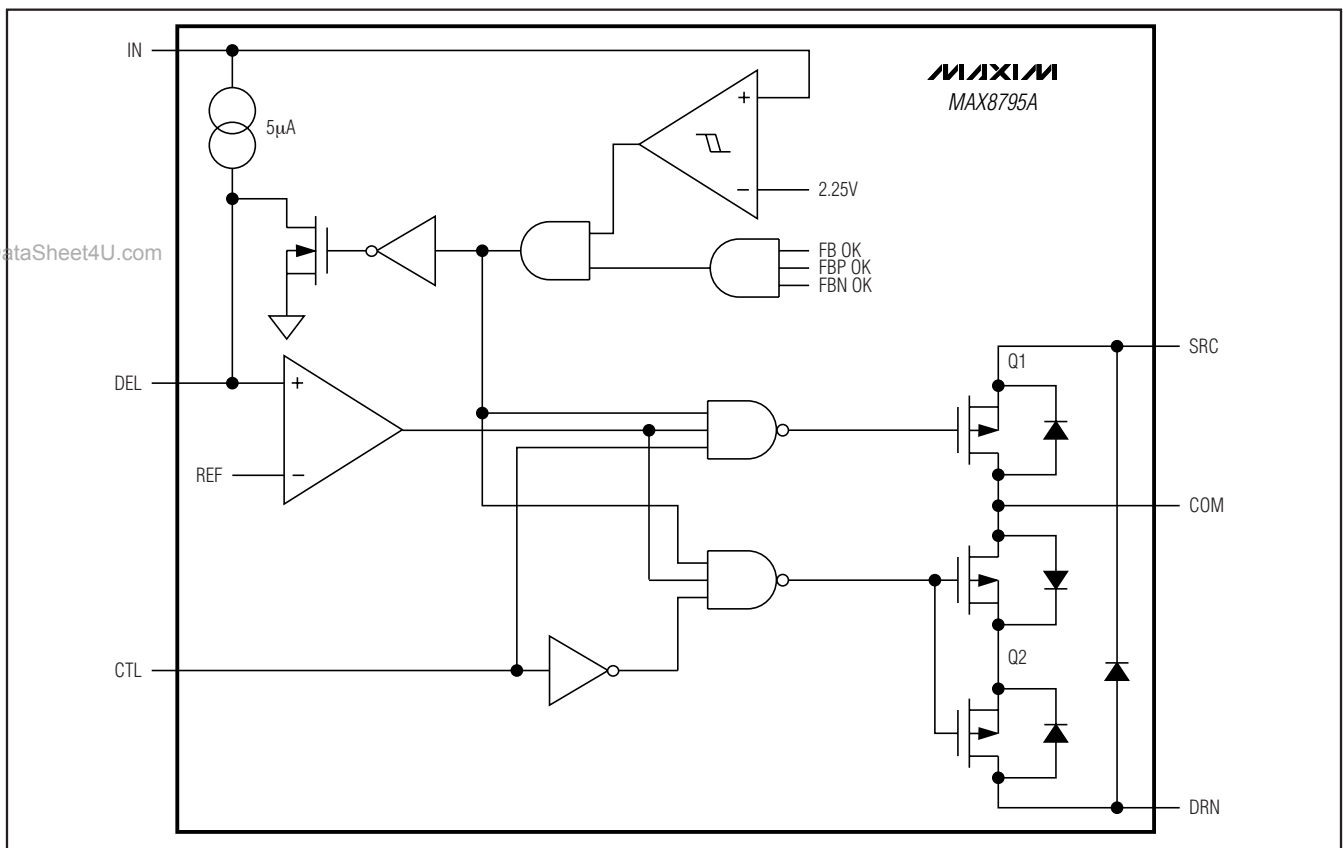 IN
MAXIM
MAX8795A
+
5µA
−
2.25V
FB OK
FBP OK
FBN OK
ataSheet4U.com
SRC
Q1
DEL
+
REF
−
COM
Q2
CTL
DRN